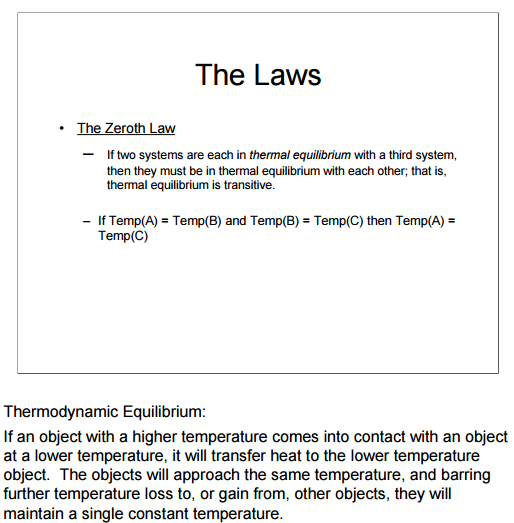 The Laws
• The Zeroth Law
– If two systems are each in thermal equilibrium with a third system,
then they must be in thermal equilibrium with each other; that is,
thermal equilibrium is transitive.
– If Temp(A) = Temp(B) and Temp(B) = Temp(C) then Temp(A) =
Temp(C)
Thermodynamic Equilibrium:
If an object with a higher temperature comes into contact with an object
at a lower temperature, it will transfer heat to the lower temperature
object.  The objects will approach the same temperature, and barring
further temperature loss to, or gain from, other objects, they will
maintain a single constant temperature.